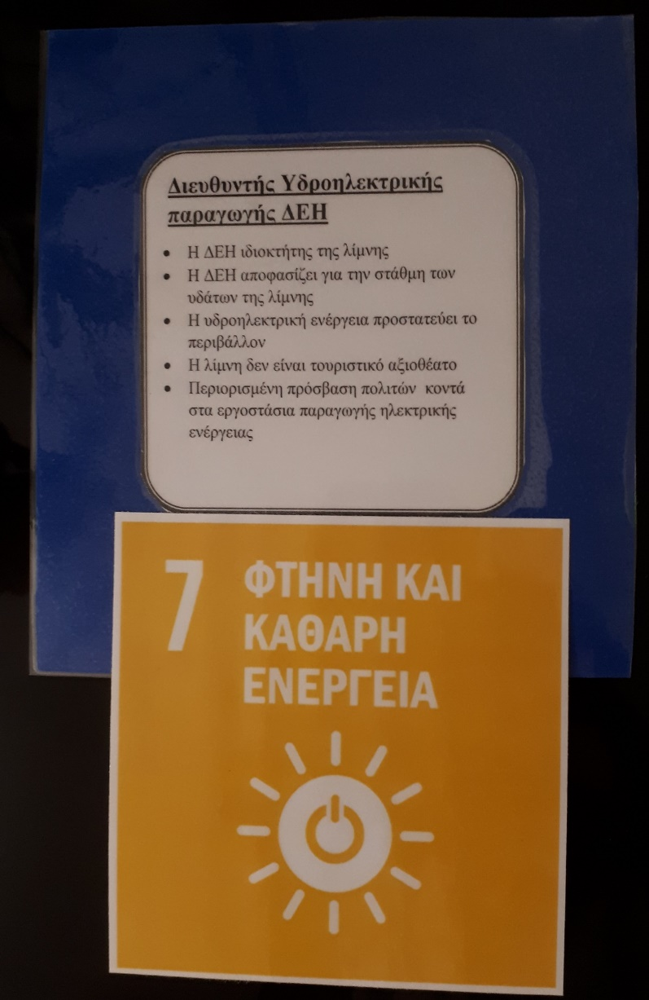 Διευθυντής Υδροηλεκτρικής
παραγωγής ΔΕΗ
• Η ΔΕΗ ιδιοκτήτης της λίμνης
• Η ΔΕΗ αποφασίζει για την στάθμη των
υδάτων της λίμνης
• Η υδροηλεκτρική ενέργεια προστατεύει το
περιβάλλον
• Η λίμνη δεν είναι τουριστικό αξιοθέατο
• Περιορισμένη πρόσβαση πολιτών κοντά
στα εργοστάσια παραγωγής ηλεκτρικής
ενέργειας
7 ΦΤΗΝΗ ΚΑΙ
ΚΑΘΑΡΗ
ΕΝΕΡΓΕΙΑ